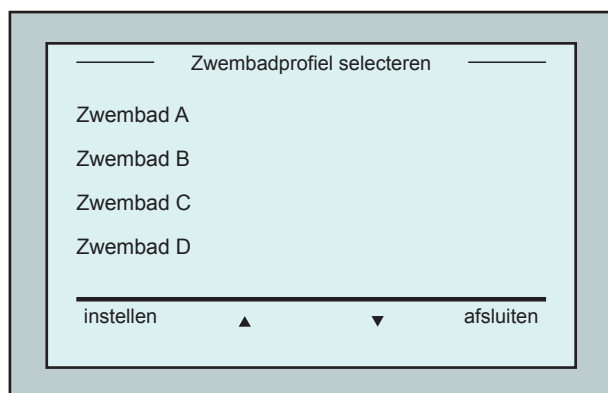 Zwembadprofiel selecteren
Zwembad A
Zwembad B
Zwembad C
Zwembad D
instellen ▲ ▼ afsluiten